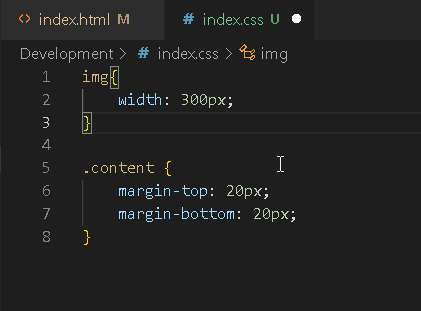 <> index.html M # index.css U
Development > # index.css > img
1 img{
2 width: 300px;
3 }
4
5 .content {
6 margin-top: 20px;
7 margin-bottom: 20px;
8 }